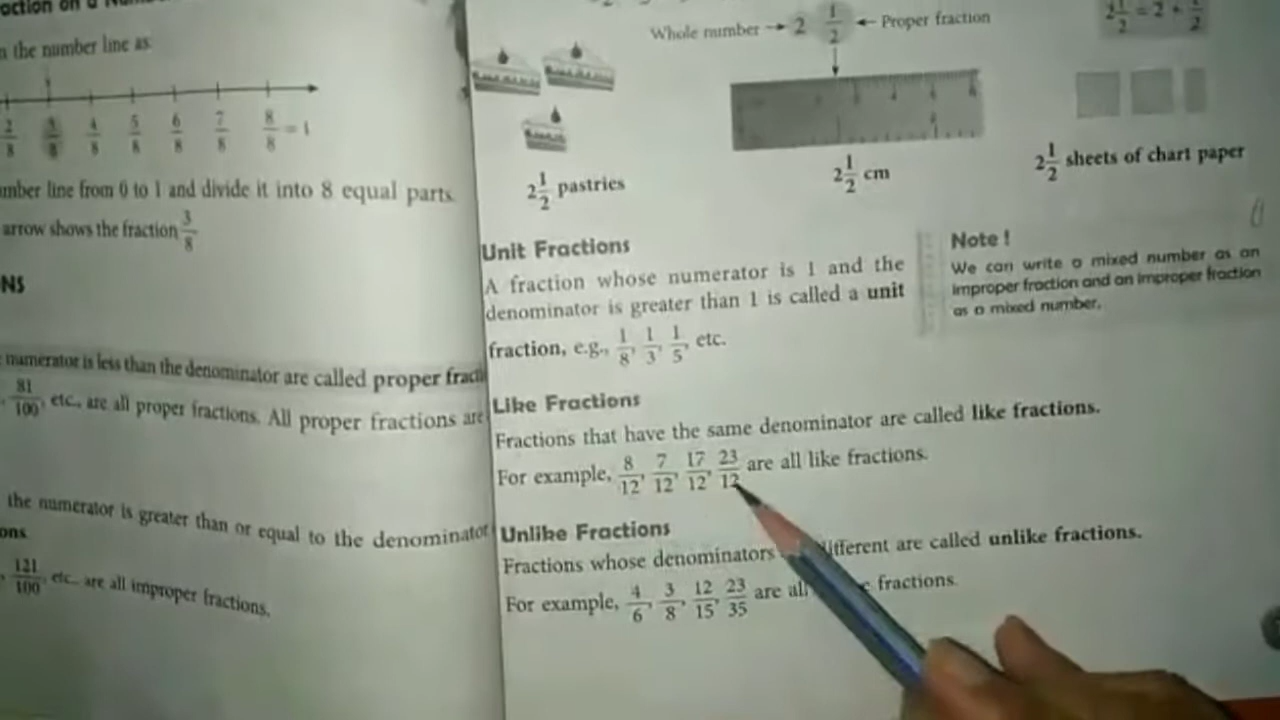 n the number line as
2/8 3/8 4/8 5/8 6/8 7/8 8/8 = 1
mber line from 0 to 1 and divide it into 8 equal parts.
arrow shows the fraction 3/8
NS
numerator is less than the denominator are called proper fracti
81/100, etc., are all proper fractions. All proper fractions are
the numerator is greater than or equal to the denominator
ons
121/100, etc., are all improper fractions.
Whole number → 2 1/2 ← Proper fraction
2 1/2 = 2 + 1/2
2 1/2 pastries
2 1/2 cm
2 1/2 sheets of chart paper
Unit Fractions
A fraction whose numerator is 1 and the
denominator is greater than 1 is called a unit
fraction, e.g., 1/8, 1/3, 1/5, etc.
Note !
We can write a mixed number as an
improper fraction and an improper fraction
as a mixed number.
Like Fractions
Fractions that have the same denominator are called like fractions.
For example, 8/12, 7/12, 17/12, 23/12 are all like fractions.
Unlike Fractions
Fractions whose denominators different are called unlike fractions.
For example, 4/6, 3/8, 12/15, 23/35 are all fractions.